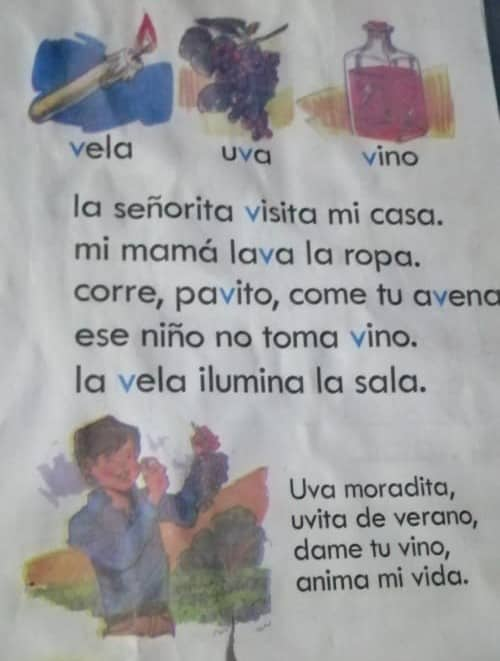 vela uva vino
la señorita visita mi casa.
mi mamá lava la ropa.
corre, pavito, come tu avena
ese niño no toma vino.
la vela ilumina la sala.
Uva moradita,
uvita de verano,
dame tu vino,
anima mi vida.